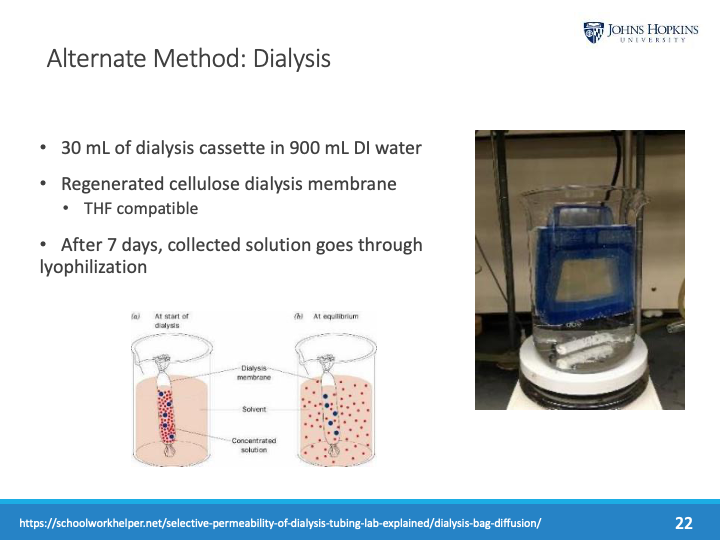 JOHNS HOPKINS
UNIVERSITY
Alternate Method: Dialysis
• 30 mL of dialysis cassette in 900 mL DI water
• Regenerated cellulose dialysis membrane
• THF compatible
• After 7 days, collected solution goes through
lyophilization
(a) At start of
dialysis
(b) At equilibrium
Dialysis
membrane
Solvent
Concentrated
solution
https://schoolworkhelper.net/selective-permeability-of-dialysis-tubing-lab-explained/dialysis-bag-diffusion/
22